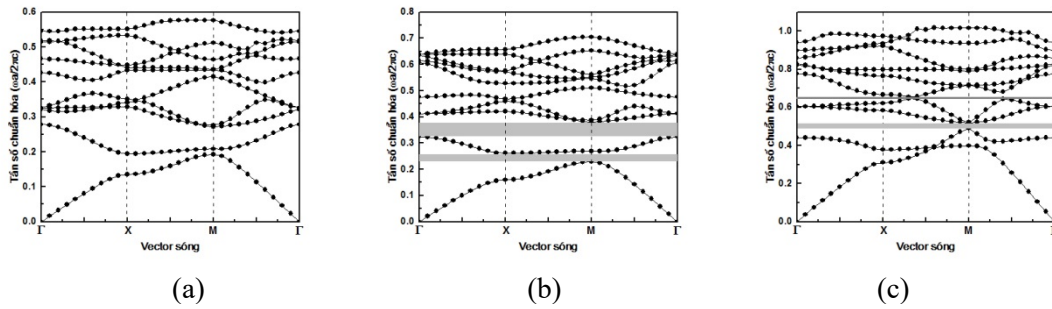 0.6
0.5
0.4
0.3
0.2
0.1
0.0
Tần số chuẩn hóa (ωa/2πc)
Γ X M Γ
Vector sóng
(a)
0.8
0.7
0.6
0.5
0.4
0.3
0.2
0.1
0.0
Tần số chuẩn hóa (ωa/2πc)
Γ X M Γ
Vector sóng
(b)
1.0
0.8
0.6
0.4
0.2
0.0
Tần số chuẩn hóa (ωa/2πc)
Γ X M Γ
Vector sóng
(c)